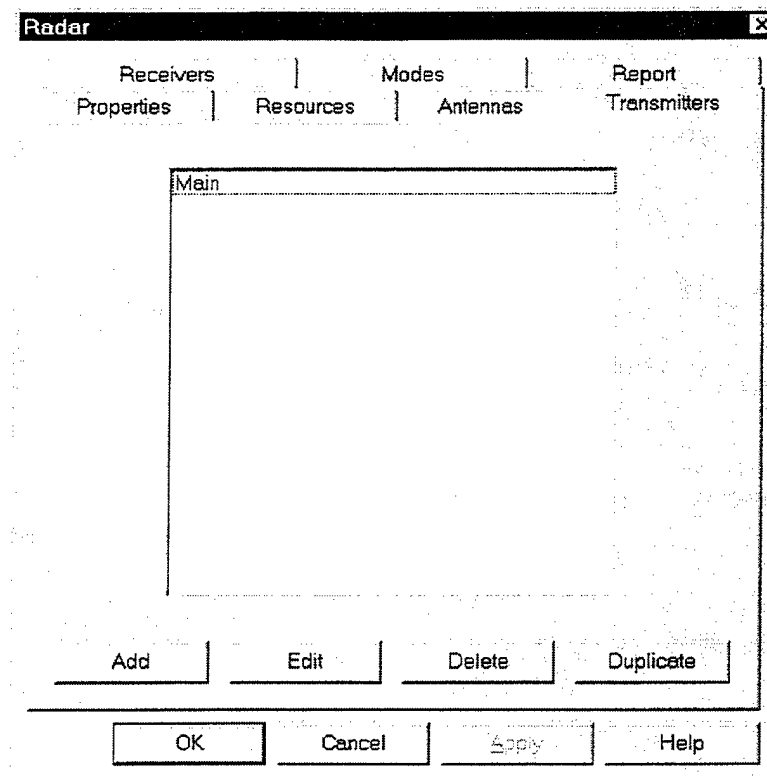 Radar
Receivers Modes Report
Properties Resources Antennas Transmitters
Main
Add Edit Delete Duplicate
OK Cancel Apply Help